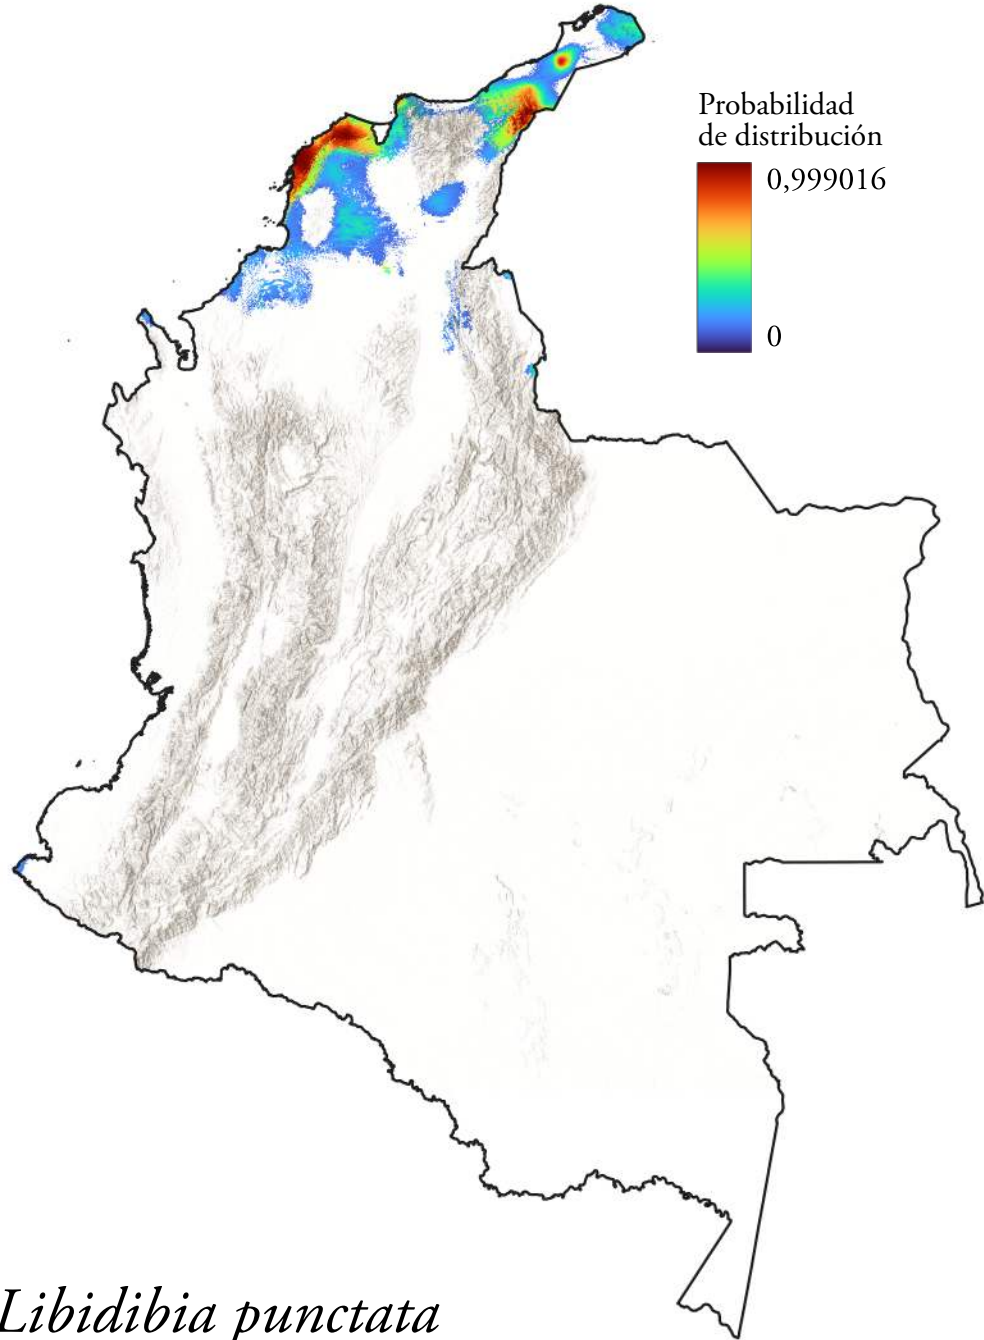 Probabilidad
de distribución
0,999016
0
Libidibia punctata